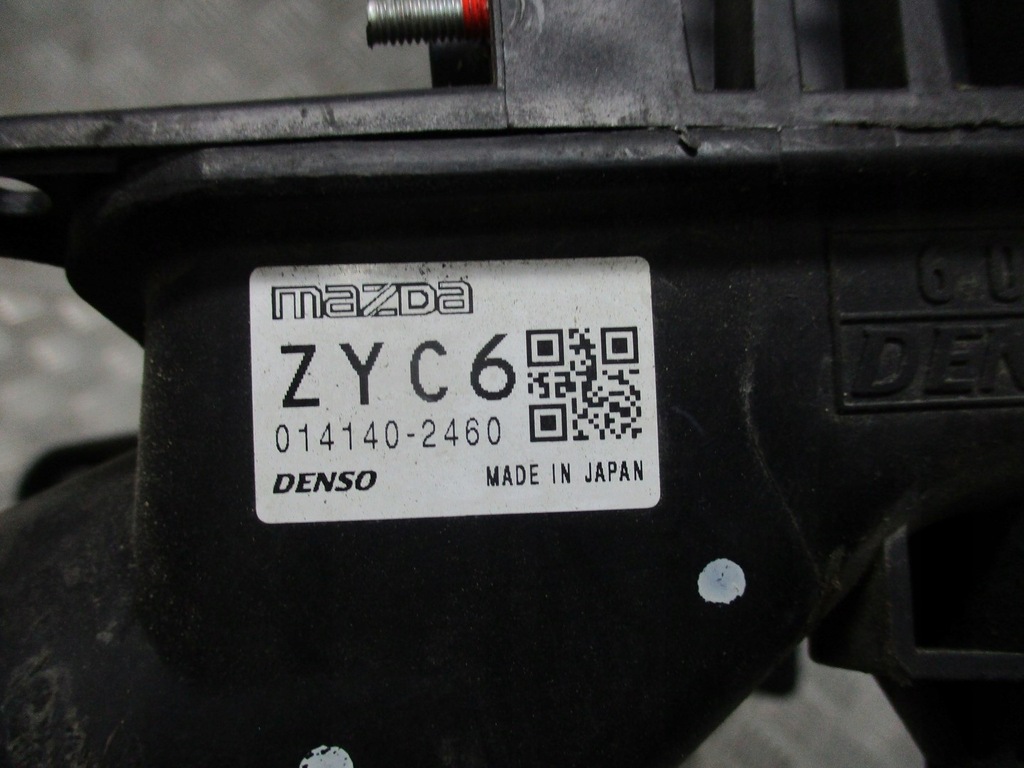 mazda
ZYC6
014140-2460
DENSO MADE IN JAPAN